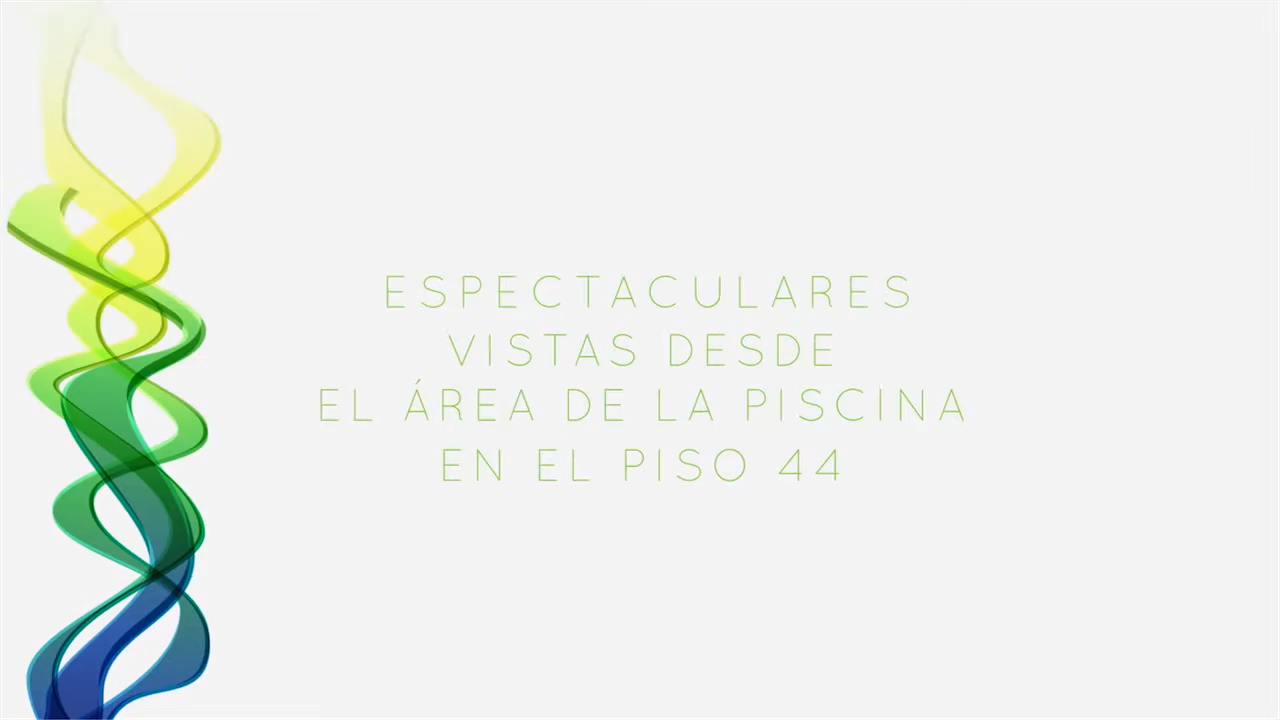 ESPECTACULARES
VISTAS DESDE
EL ÁREA DE LA PISCINA
EN EL PISO 44